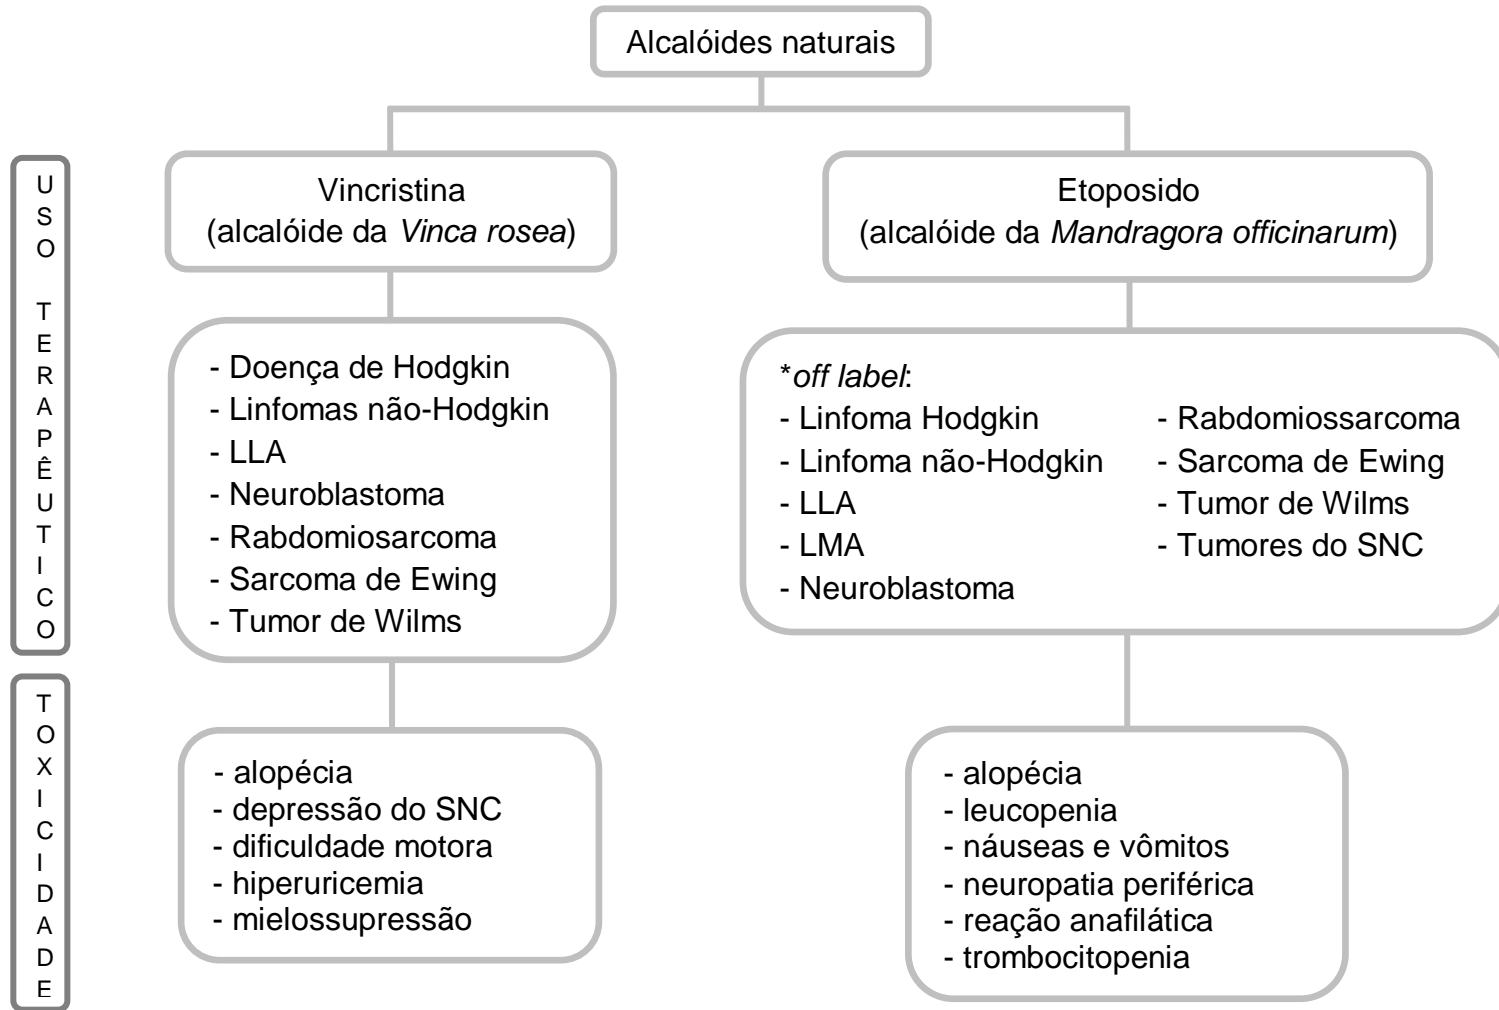 Alcalóides naturais
USO TERAPÊUTICO
Vincristina
(alcalóide da Vinca rosea)
- Doença de Hodgkin
- Linfomas não-Hodgkin
- LLA
- Neuroblastoma
- Rabdomiosarcoma
- Sarcoma de Ewing
- Tumor de Wilms
Etoposido
(alcalóide da Mandragora officinarum)
*off label:
- Linfoma Hodgkin
- Linfoma não-Hodgkin
- LLA
- LMA
- Neuroblastoma
- Rabdomiossarcoma
- Sarcoma de Ewing
- Tumor de Wilms
- Tumores do SNC
TOXICIDADE
- alopécia
- depressão do SNC
- dificuldade motora
- hiperuricemia
- mielossupressão
- alopécia
- leucopenia
- náuseas e vômitos
- neuropatia periférica
- reação anafilática
- trombocitopenia